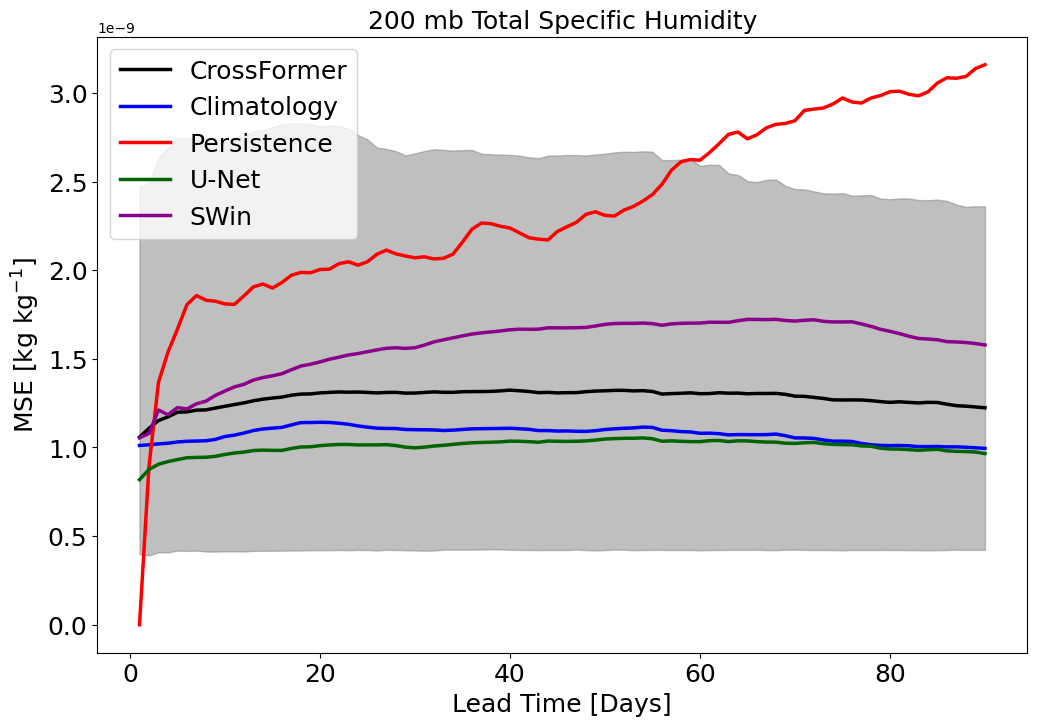 200 mb Total Specific Humidity
1e−9
CrossFormer
Climatology
Persistence
U-Net
SWin
3.0
2.5
2.0
1.5
1.0
0.5
0.0
MSE [kg kg⁻¹]
0 20 40 60 80
Lead Time [Days]